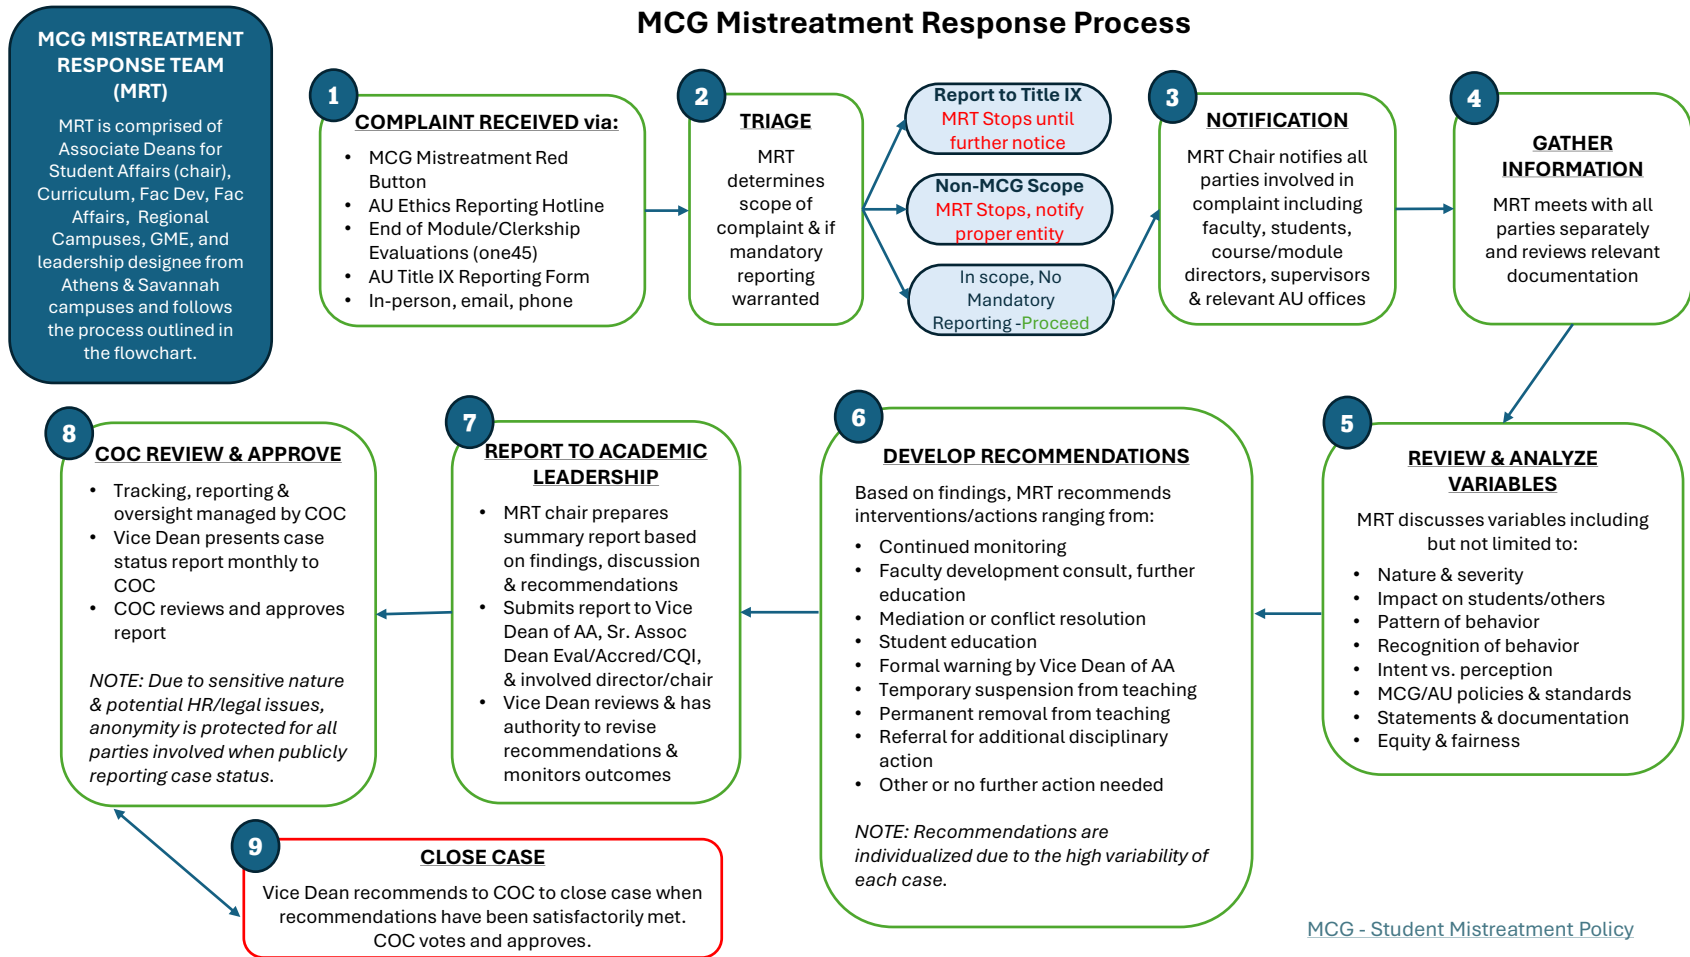 MCG Mistreatment Response Process
MCG MISTREATMENT
RESPONSE TEAM
(MRT)
MRT is comprised of
Associate Deans for
Student Affairs (chair),
Curriculum, Fac Dev, Fac
Affairs, Regional
Campuses, GME, and
leadership designee from
Athens & Savannah
campuses and follows
the process outlined in
the flowchart.
1
COMPLAINT RECEIVED via:
• MCG Mistreatment Red
Button
• AU Ethics Reporting Hotline
• End of Module/Clerkship
Evaluations (one45)
• AU Title IX Reporting Form
• In-person, email, phone
2
TRIAGE
MRT
determines
scope of
complaint & if
mandatory
reporting
warranted
Report to Title IX
MRT Stops until
further notice
Non-MCG Scope
MRT Stops, notify
proper entity
In scope, No
Mandatory
Reporting -Proceed
3
NOTIFICATION
MRT Chair notifies all
parties involved in
complaint including
faculty, students,
course/module
directors, supervisors
& relevant AU offices
4
GATHER
INFORMATION
MRT meets with all
parties separately
and reviews relevant
documentation
5
REVIEW & ANALYZE
VARIABLES
MRT discusses variables including
but not limited to:
• Nature & severity
• Impact on students/others
• Pattern of behavior
• Recognition of behavior
• Intent vs. perception
• MCG/AU policies & standards
• Statements & documentation
• Equity & fairness
6
DEVELOP RECOMMENDATIONS
Based on findings, MRT recommends
interventions/actions ranging from:
• Continued monitoring
• Faculty development consult, further
education
• Mediation or conflict resolution
• Student education
• Formal warning by Vice Dean of AA
• Temporary suspension from teaching
• Permanent removal from teaching
• Referral for additional disciplinary
action
• Other or no further action needed
NOTE: Recommendations are
individualized due to the high variability of
each case.
7
REPORT TO ACADEMIC
LEADERSHIP
• MRT chair prepares
summary report based
on findings, discussion
& recommendations
• Submits report to Vice
Dean of AA, Sr. Assoc
Dean Eval/Accred/CQI,
& involved director/chair
• Vice Dean reviews & has
authority to revise
recommendations &
monitors outcomes
8
COC REVIEW & APPROVE
• Tracking, reporting &
oversight managed by COC
• Vice Dean presents case
status report monthly to
COC
• COC reviews and approves
report
NOTE: Due to sensitive nature
& potential HR/legal issues,
anonymity is protected for all
parties involved when publicly
reporting case status.
9
CLOSE CASE
Vice Dean recommends to COC to close case when
recommendations have been satisfactorily met.
COC votes and approves.
MCG - Student Mistreatment Policy